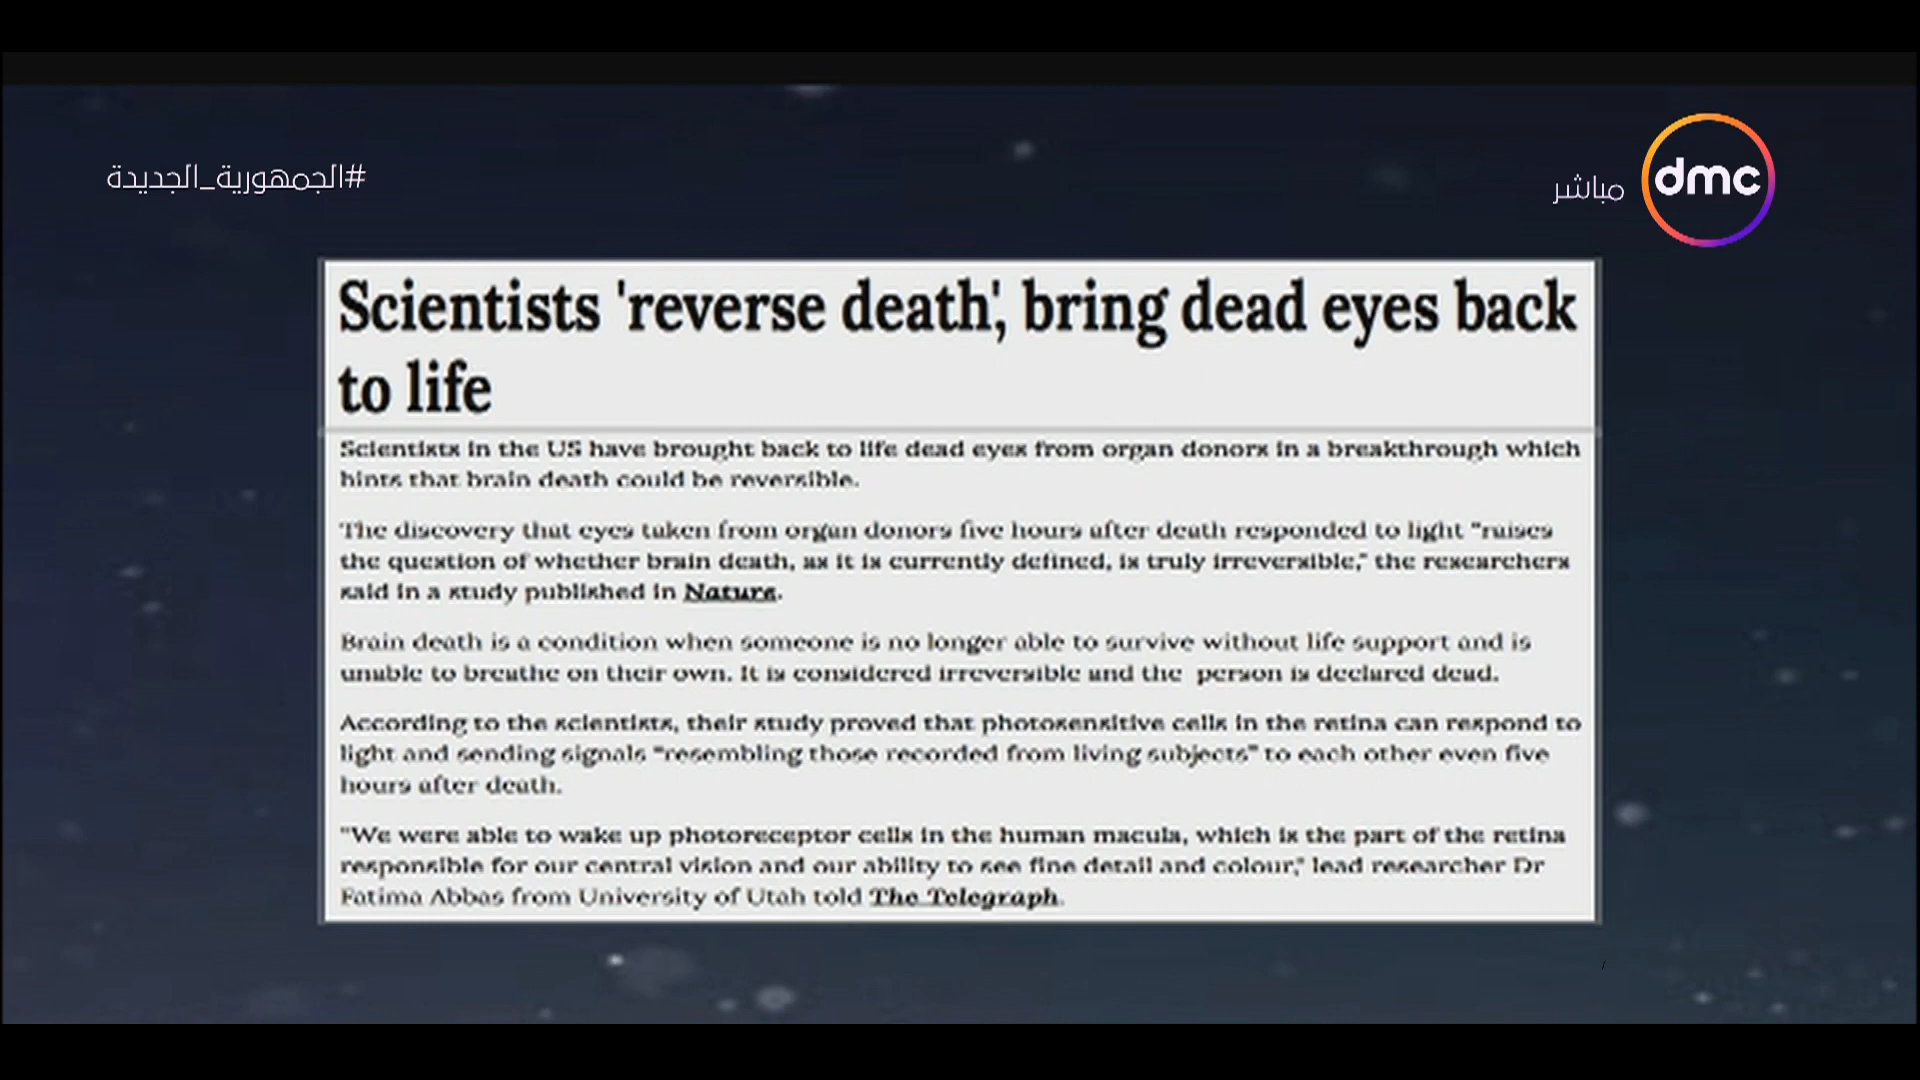 #الجمهورية_الجديدة
مباشر
dmc
Scientists 'reverse death', bring dead eyes back
to life
Scientists in the US have brought back to life dead eyes from organ donors in a breakthrough which
hints that brain death could be reversible.
The discovery that eyes taken from organ donors five hours after death responded to light "raises
the question of whether brain death, as it is currently defined, is truly irreversible," the researchers
said in a study published in Nature.
Brain death is a condition when someone is no longer able to survive without life support and is
unable to breathe on their own. It is considered irreversible and the person is declared dead.
According to the scientists, their study proved that photosensitive cells in the retina can respond to
light and sending signals "resembling those recorded from living subjects" to each other even five
hours after death.
"We were able to wake up photoreceptor cells in the human macula, which is the part of the retina
responsible for our central vision and our ability to see fine detail and colour," lead researcher Dr
Fatima Abbas from University of Utah told The Telegraph.